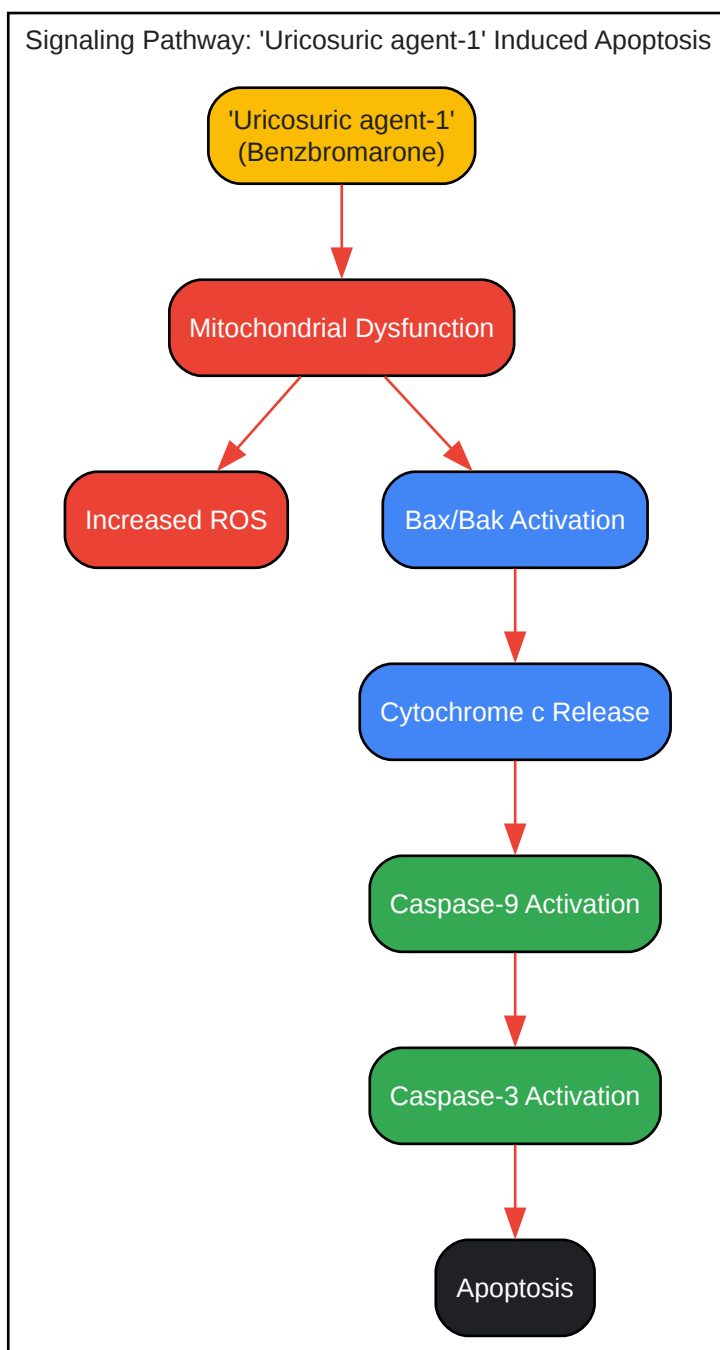 Signaling Pathway: 'Uricosuric agent-1' Induced Apoptosis
'Uricosuric agent-1'
(Benzbromarone)
Mitochondrial Dysfunction
Increased ROS
Bax/Bak Activation
Cytochrome c Release
Caspase-9 Activation
Caspase-3 Activation
Apoptosis